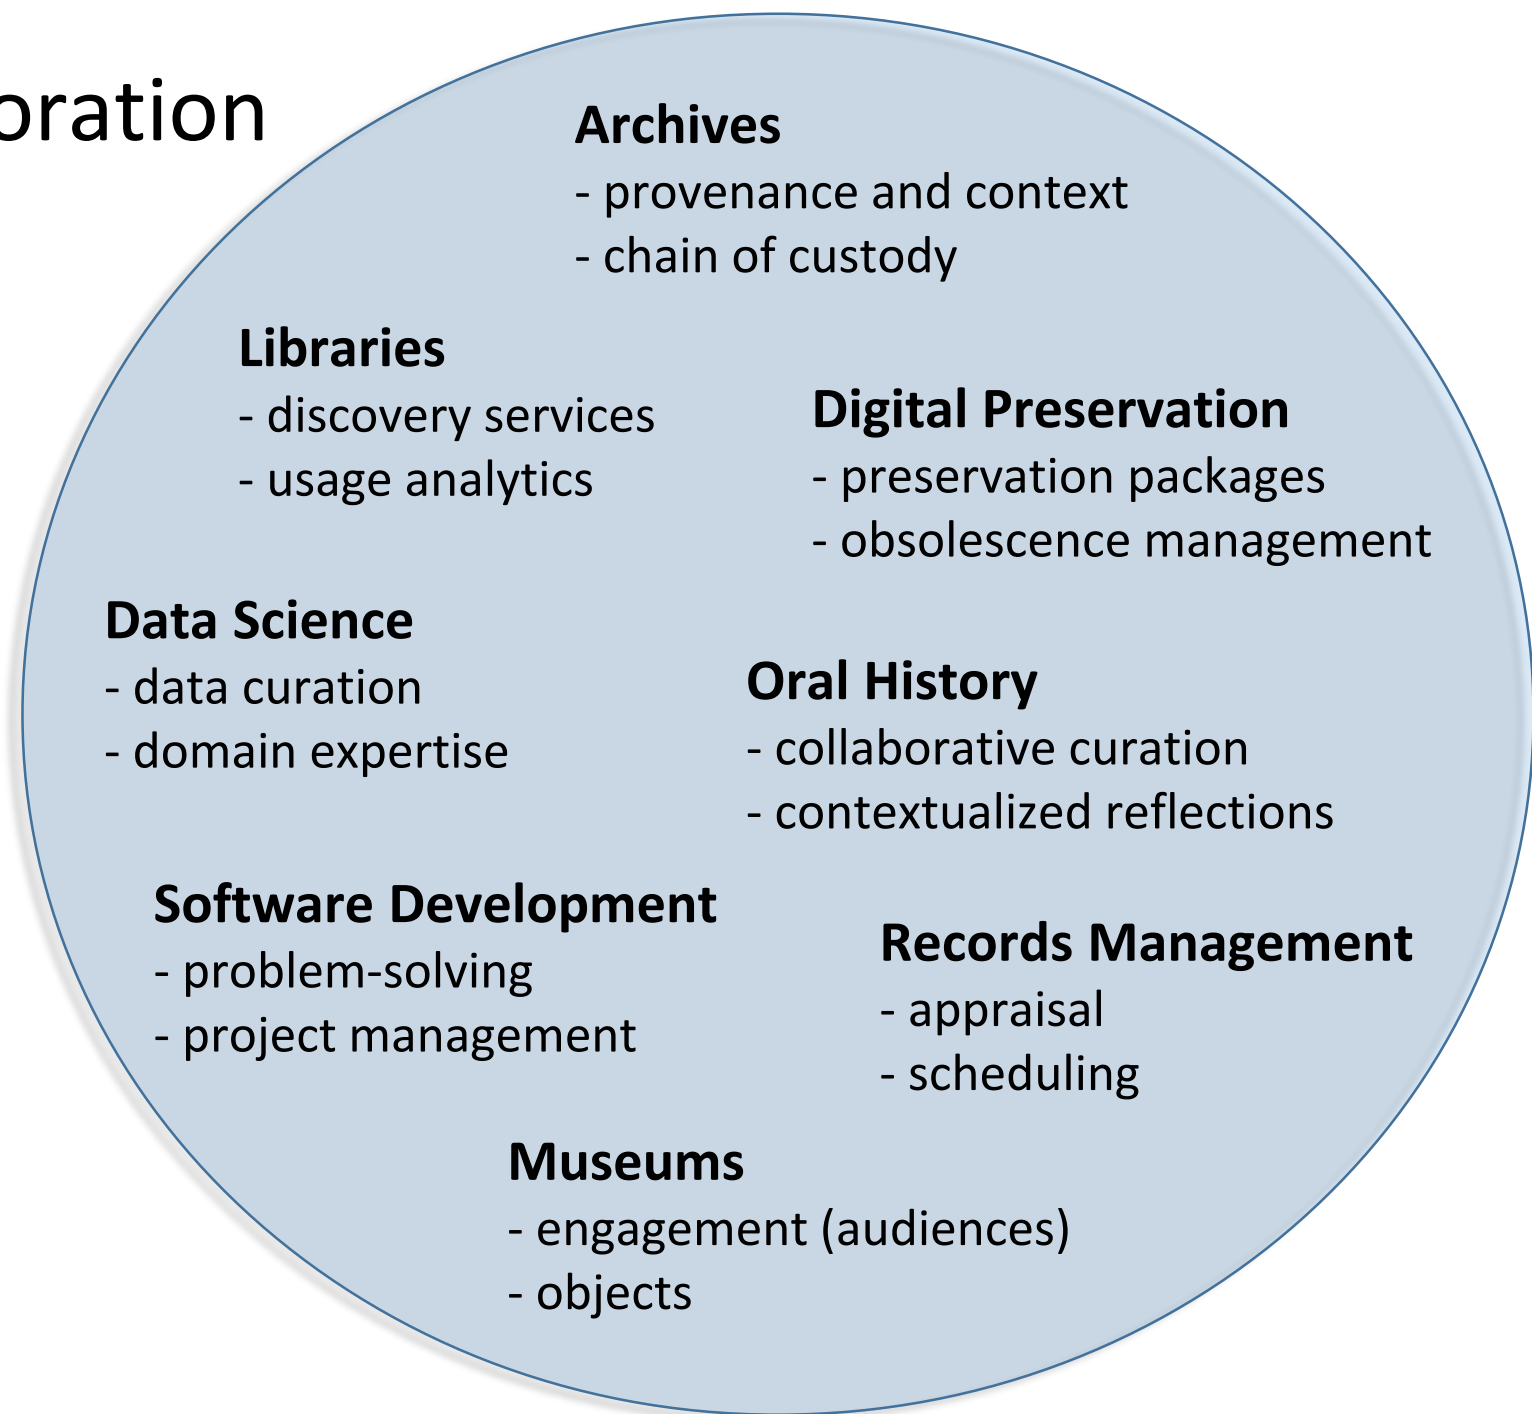 oration
Archives
- provenance and context
- chain of custody
Libraries
- discovery services
- usage analytics
Digital Preservation
- preservation packages
- obsolescence management
Data Science
- data curation
- domain expertise
Oral History
- collaborative curation
- contextualized reflections
Software Development
- problem-solving
- project management
Records Management
- appraisal
- scheduling
Museums
- engagement (audiences)
- objects